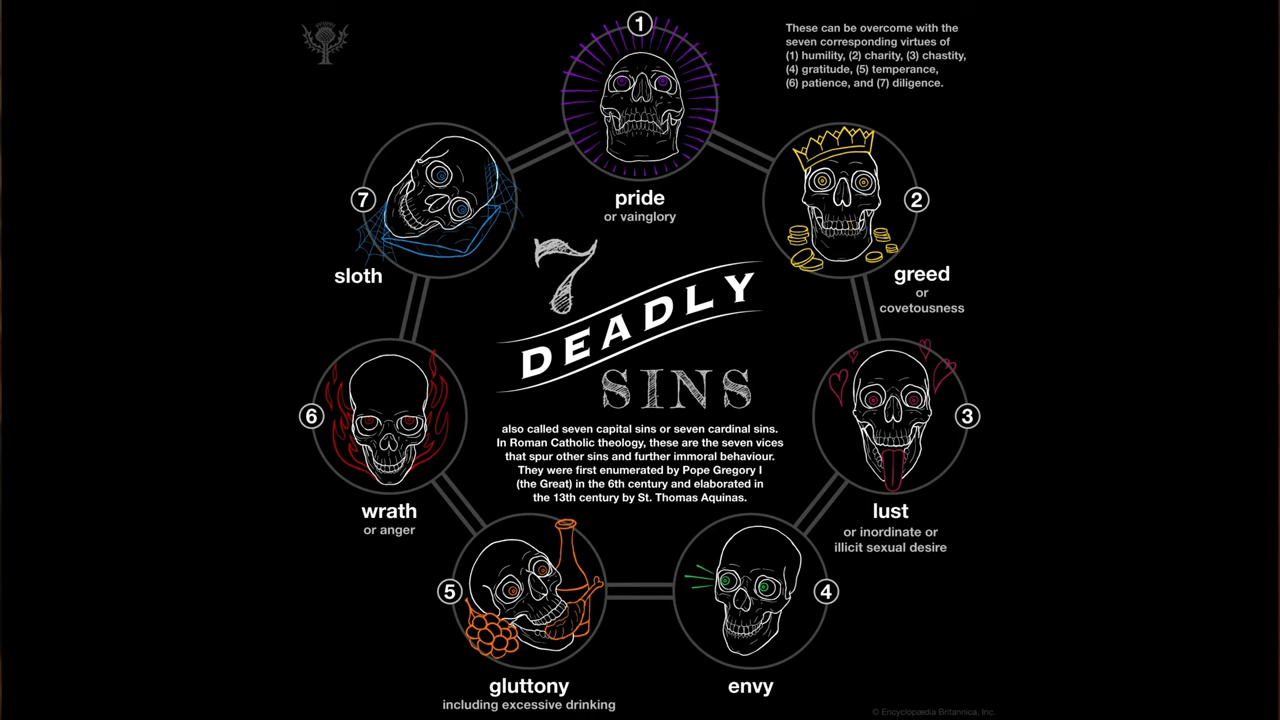 These can be overcome with the
seven corresponding virtues of
(1) humility, (2) charity, (3) chastity,
(4) gratitude, (5) temperance,
(6) patience, and (7) diligence.
1
pride
or vainglory
2
greed
or
covetousness
3
lust
or inordinate or
illicit sexual desire
4
envy
5
gluttony
including excessive drinking
6
wrath
or anger
7
sloth
7
DEADLY
SINS
also called seven capital sins or seven cardinal sins.
In Roman Catholic theology, these are the seven vices
that spur other sins and further immoral behaviour.
They were first enumerated by Pope Gregory I
(the Great) in the 6th century and elaborated in
the 13th century by St. Thomas Aquinas.
© Encyclopædia Britannica, Inc.